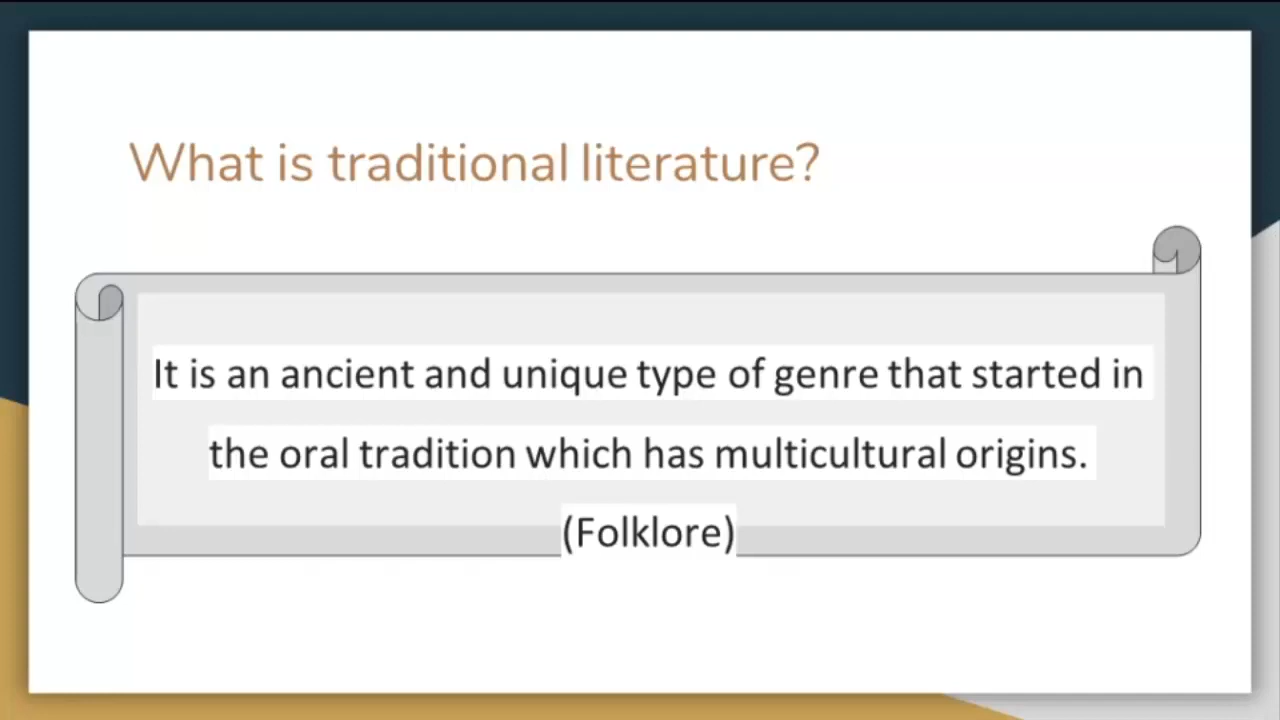 What is traditional literature?
It is an ancient and unique type of genre that started in
the oral tradition which has multicultural origins.
(Folklore)